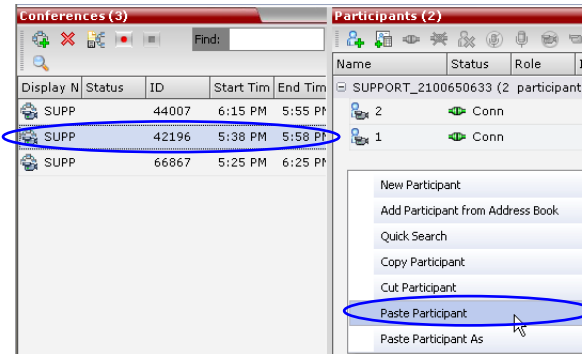 Conferences (3)
Participants (2)
Find:
Display N Status ID Start Tim End Tim
Name Status Role
SUPPORT_2100650633 (2 participant
SUPP 44007 6:15 PM 5:55 PM
2 Conn
SUPP 42196 5:38 PM 5:58 PM
1 Conn
SUPP 66867 5:25 PM 6:25 PM
New Participant
Add Participant from Address Book
Quick Search
Copy Participant
Cut Participant
Paste Participant
Paste Participant As